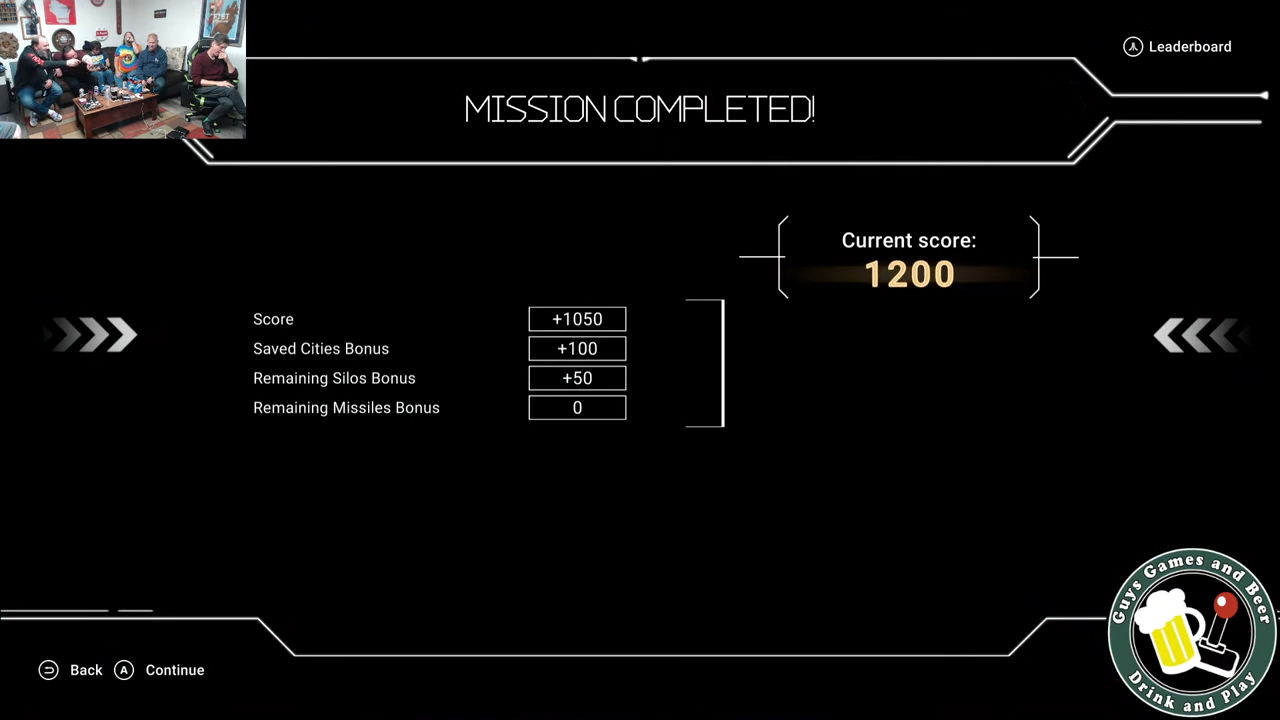 Leaderboard
MISSION COMPLETED!
Current score:
1200
Score +1050
Saved Cities Bonus +100
Remaining Silos Bonus +50
Remaining Missiles Bonus 0
Back A Continue
Guys Games and Beer
Drink and Play